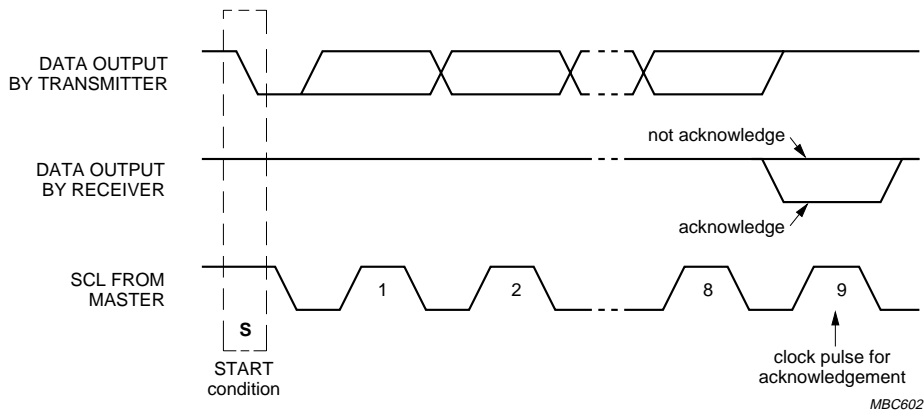 DATA OUTPUT
BY TRANSMITTER
not acknowledge
DATA OUTPUT
BY RECEIVER
acknowledge
SCL FROM
MASTER
1
2
8
9
S
START
condition
clock pulse for
acknowledgement
MBC602